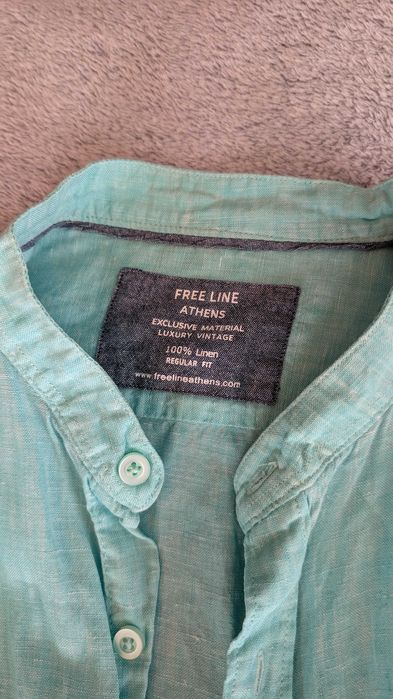 FREE LINE
ATHENS
EXCLUSIVE MATERIAL
LUXURY VINTAGE
100% Linen
REGULAR FIT
www.freelineathens.com